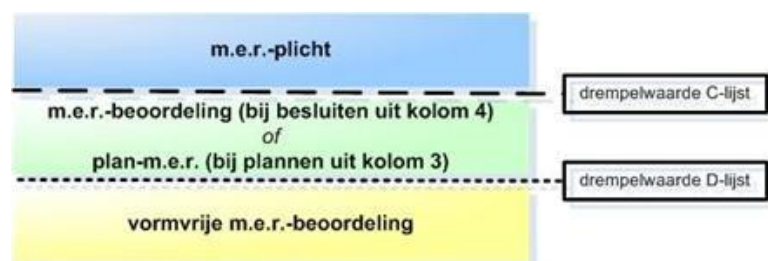 m.e.r.-plicht
drempelwaarde C-lijst
m.e.r.-beoordeling (bij besluiten uit kolom 4)
of
plan-m.e.r. (bij plannen uit kolom 3)
drempelwaarde D-lijst
vormvrije m.e.r.-beoordeling